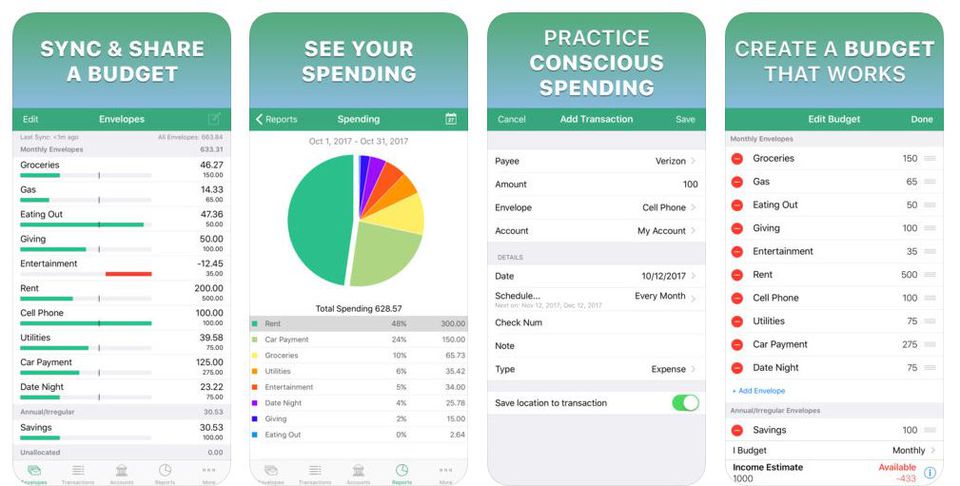 SYNC & SHARE
A BUDGET
Edit
Envelopes
Last Sync: <3m ago
All Envelopes: 663.84
Monthly Envelopes
633.31
Groceries
46.27
150.00
Gas
14.33
65.00
Eating Out
47.36
50.00
Giving
50.00
100.00
Entertainment
-12.45
35.00
Rent
200.00
500.00
Cell Phone
100.00
100.00
Utilities
39.58
75.00
Car Payment
125.00
275.00
Date Night
23.22
75.00
Annual/Irregular
30.53
Savings
30.53
100.00
Unallocated
0.00
Envelopes
Transactions
Accounts
Reports
More
SEE YOUR
SPENDING
Reports
Spending
27
Oct 1, 2017 - Oct 31, 2017
Total Spending 628.57
Rent 48% 300.00
Car Payment 24% 150.00
Groceries 10% 65.73
Utilities 6% 35.42
Entertainment 5% 34.00
Date Night 4% 25.78
Giving 2% 15.00
Eating Out 0% 2.64
Envelopes
Transactions
Accounts
Reports
More
PRACTICE
CONSCIOUS
SPENDING
Cancel
Add Transaction
Save
Payee
Verizon
Amount
100
Envelope
Cell Phone
Account
My Account
DETAILS
Date
10/12/2017
Schedule...
Every Month
Next on: Nov 12, 2017, Dec 12, 2017
Check Num
Note
Type
Expense
Save location to transaction
CREATE A BUDGET
THAT WORKS
Edit Budget
Done
Monthly Envelopes
Groceries
150
Gas
65
Eating Out
50
Giving
100
Entertainment
35
Rent
500
Cell Phone
100
Utilities
75
Car Payment
275
Date Night
75
+ Add Envelope
Annual/Irregular Envelopes
Savings
100
I Budget
Monthly
Income Estimate
Available
1000
-433